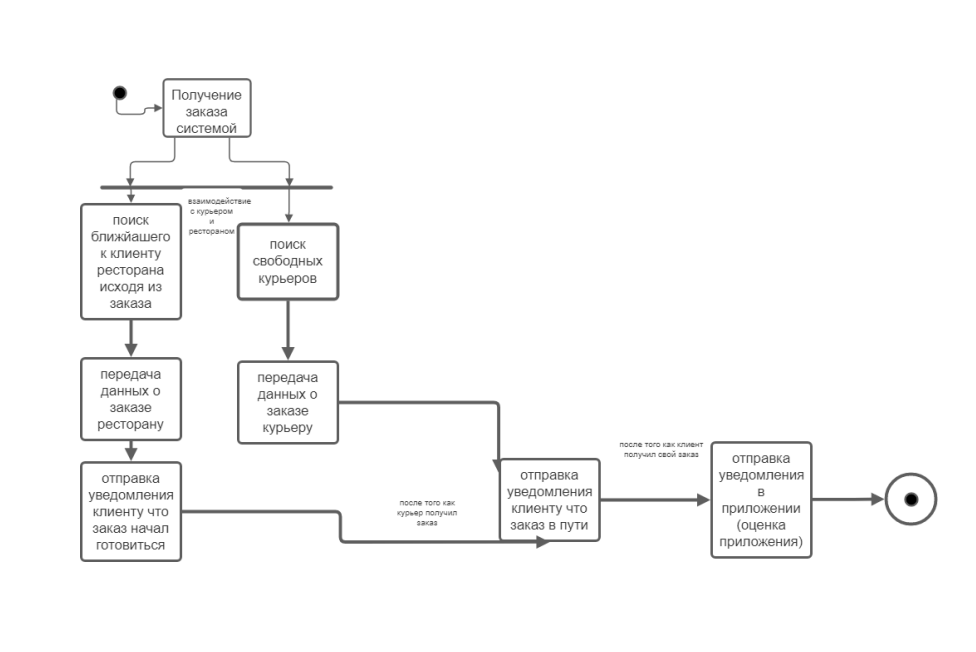 Получение
заказа
системой
взаимодействие
с курьером
и
рестораном
поиск
ближйашего
к клиенту
ресторана
исходя из
заказа
поиск
свободных
курьеров
передача
данных о
заказе
ресторану
передача
данных о
заказе
курьеру
отправка
уведомления
клиенту что
заказ начал
готовиться
после того как
курьер получил
заказ
отправка
уведомления
клиенту что
заказ в пути
после того как клиент
получил свой заказ
отправка
уведомления
в
приложении
(оценка
приложения)